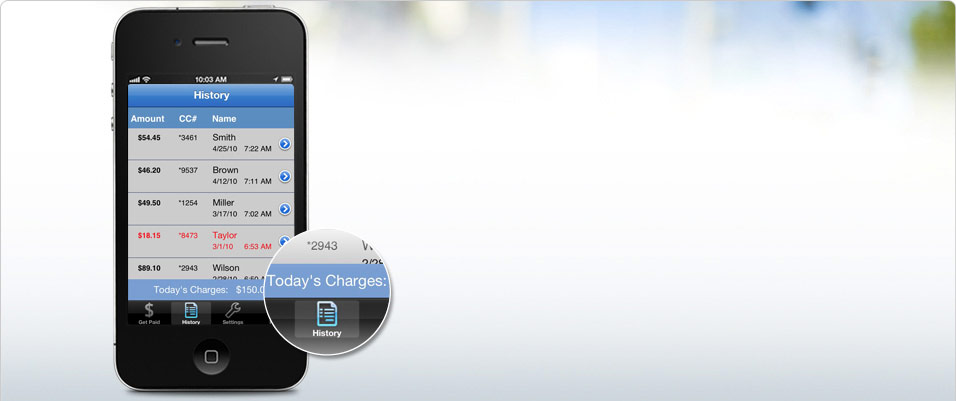 10:03 AM
History
Amount CC# Name
$54.45 *3461 Smith
4/25/10 7:22 AM
$46.20 *9537 Brown
4/12/10 7:11 AM
$49.50 *1254 Miller
3/17/10 7:02 AM
$18.15 *8473 Taylor
3/1/10 6:53 AM
$89.10 *2943 Wilson
Today's Charges: $150.0
Get Paid History Settings
*2943
Today's Charges:
History